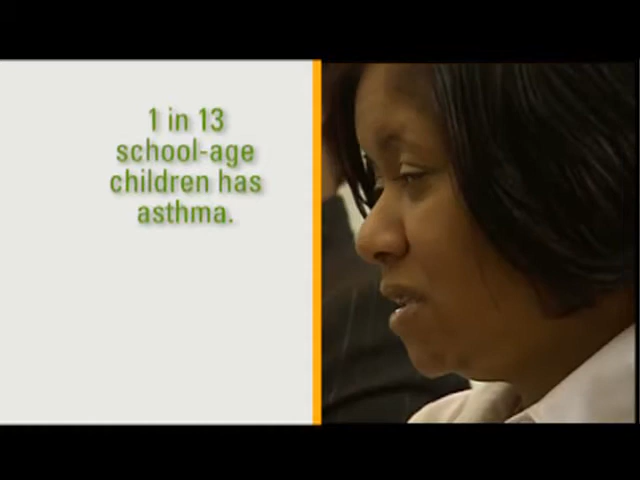 1 in 13
school-age
children has
asthma.